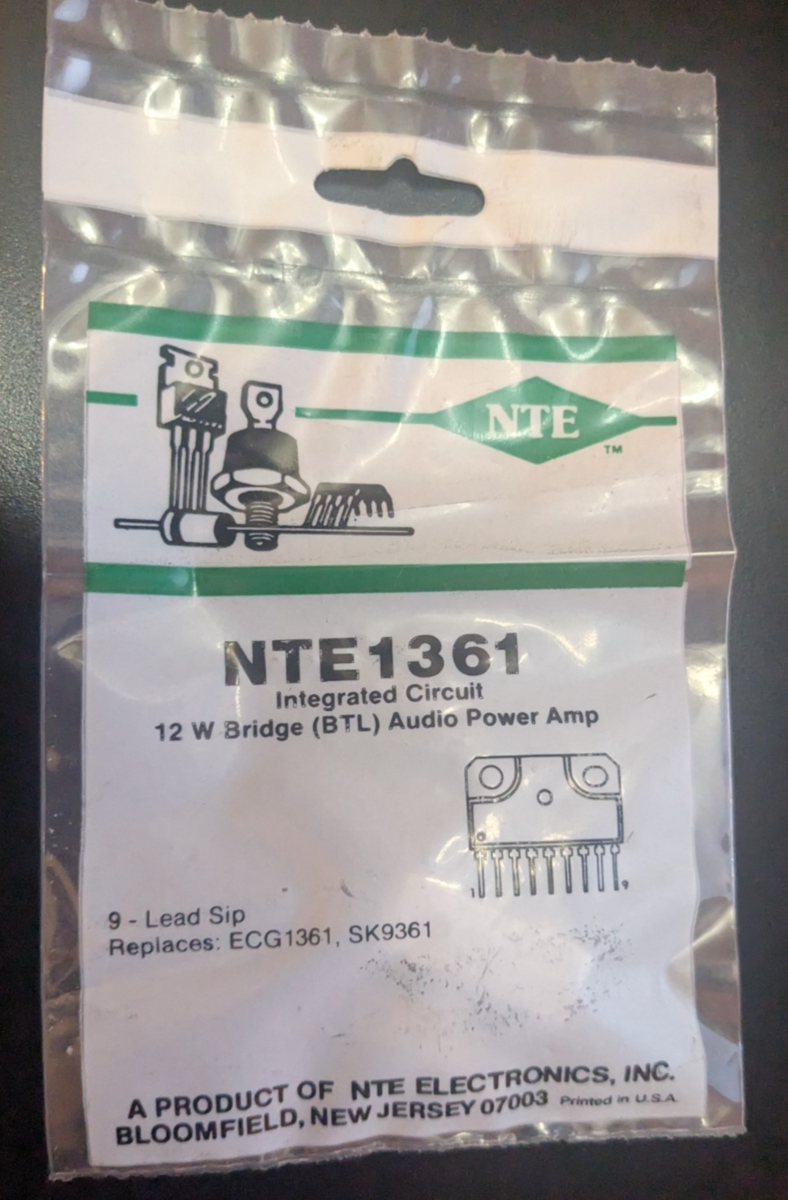 NTE
TM
NTE1361
Integrated Circuit
12 W Bridge (BTL) Audio Power Amp
1 9
9 - Lead Sip
Replaces: ECG1361, SK9361
A PRODUCT OF NTE ELECTRONICS, INC.
BLOOMFIELD, NEW JERSEY 07003 Printed in U.S.A.